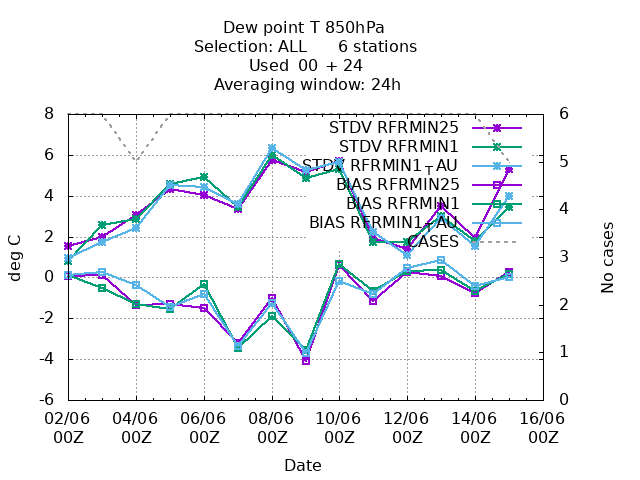 Dew point T 850hPa
Selection: ALL 6 stations
Used 00 + 24
Averaging window: 24h
8
6
4
2
0
-2
-4
-6
6
5
4
3
2
1
0
deg C
No cases
STDV RFRMIN25
STDV RFRMIN1
STDV RFRMIN1TAU
BIAS RFRMIN25
BIAS RFRMIN1
BIAS RFRMIN1TAU
CASES
02/06 04/06 06/06 08/06 10/06 12/06 14/06 16/06
00Z 00Z 00Z 00Z 00Z 00Z 00Z 00Z
Date